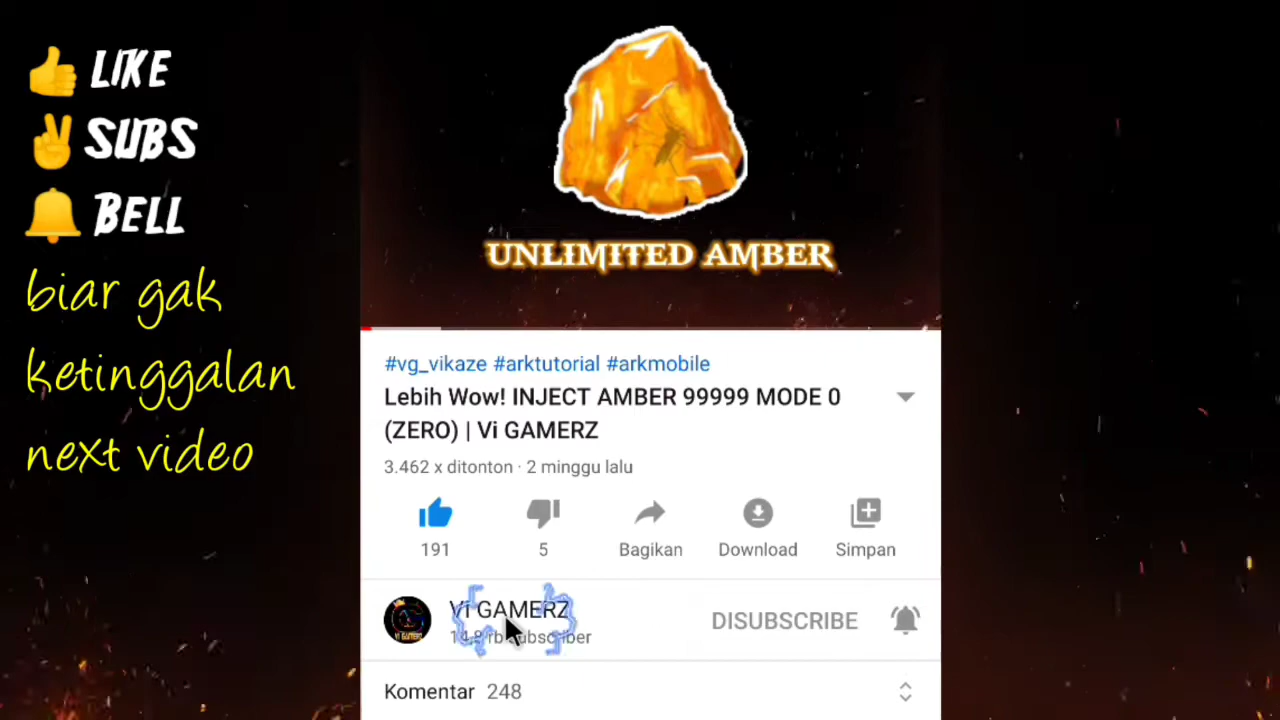 LIKE
SUBS
BELL
biar gak
ketinggalan
next video
UNLIMITED AMBER
#vg_vikaze #arktutorial #arkmobile
Lebih Wow! INJECT AMBER 99999 MODE 0
(ZERO) | Vi GAMERZ
3.462 x ditonton · 2 minggu lalu
191
5
Bagikan
Download
Simpan
Vi GAMERZ
rb subscriber
DISUBSCRIBE
Komentar 248